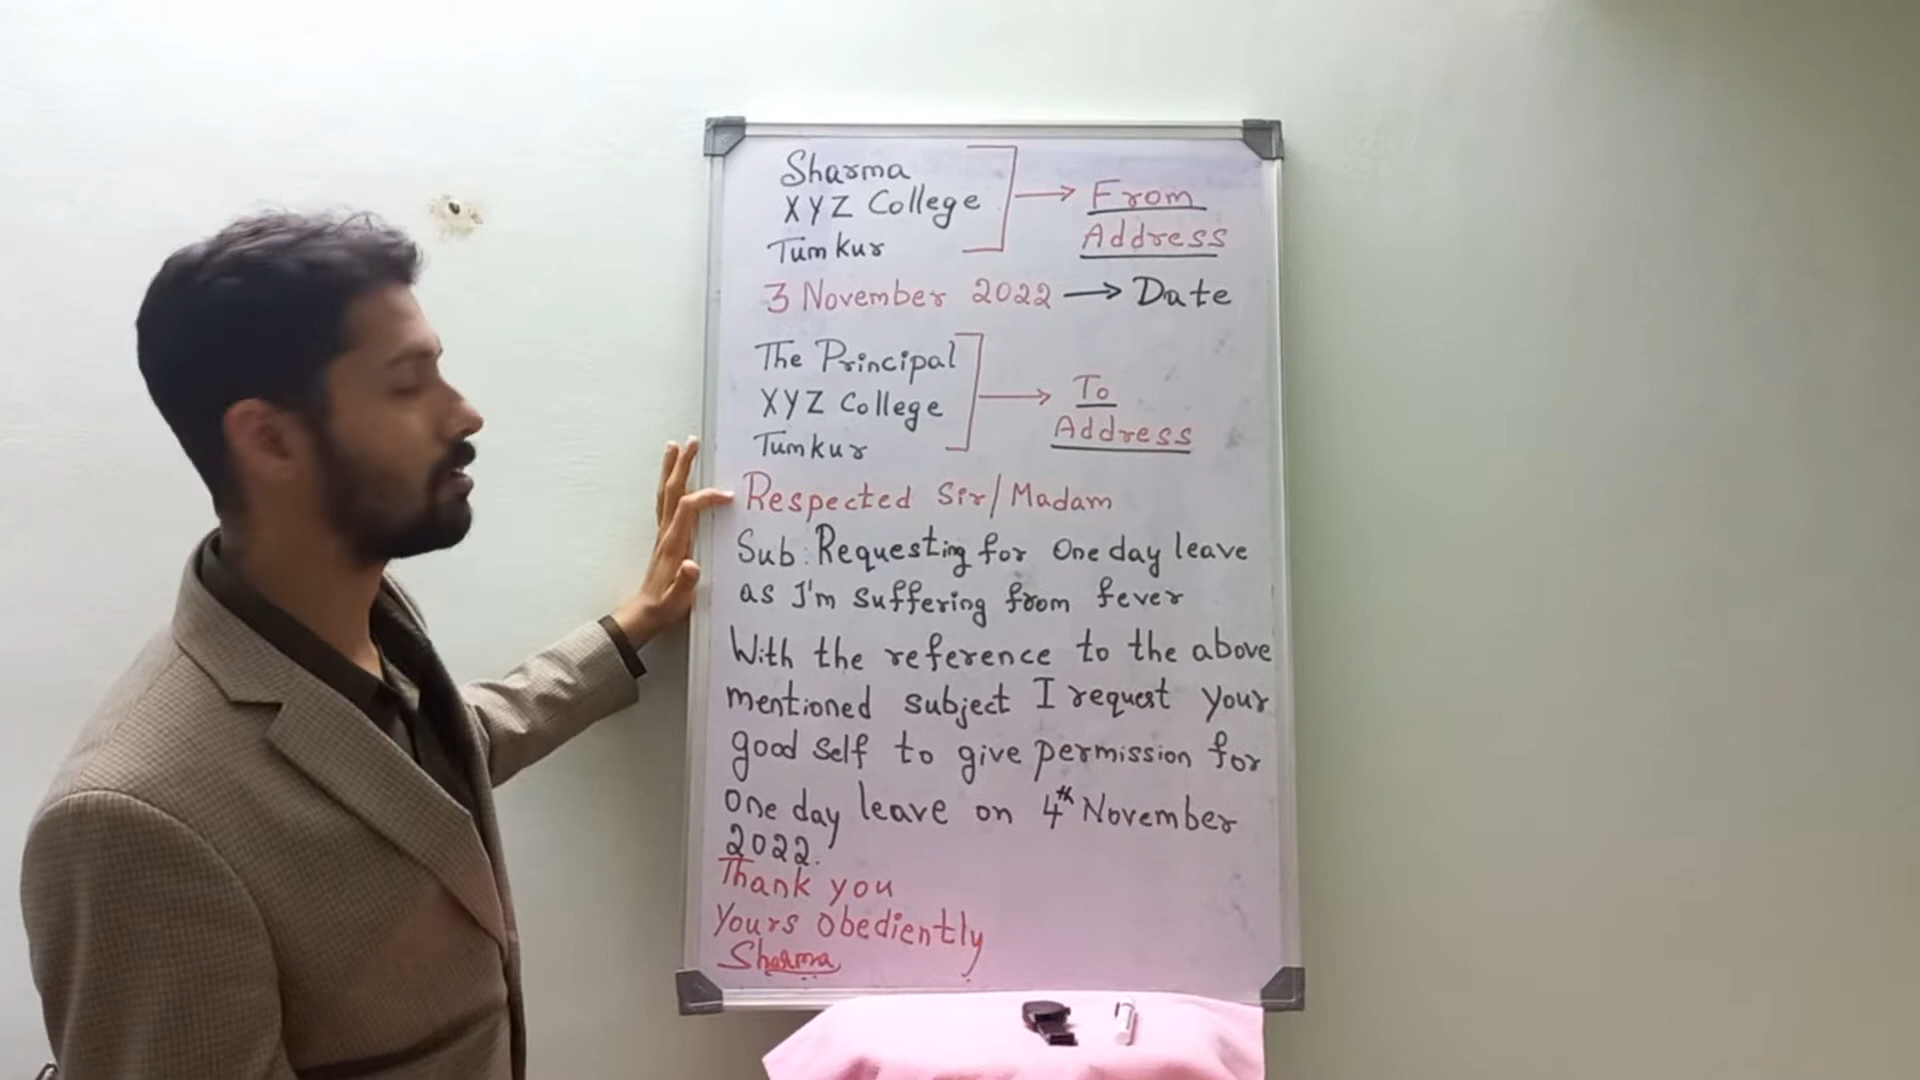 Sharma
XYZ College
Tumkur
From
Address
3 November 2022 → Date
The Principal
XYZ College
Tumkur
To
Address
Respected Sir/Madam
Sub: Requesting for One day leave
as I'm suffering from fever
With the reference to the above
mentioned subject I request your
good self to give permission for
One day leave on 4th November
2022.
Thank you
Yours Obediently
Sharma